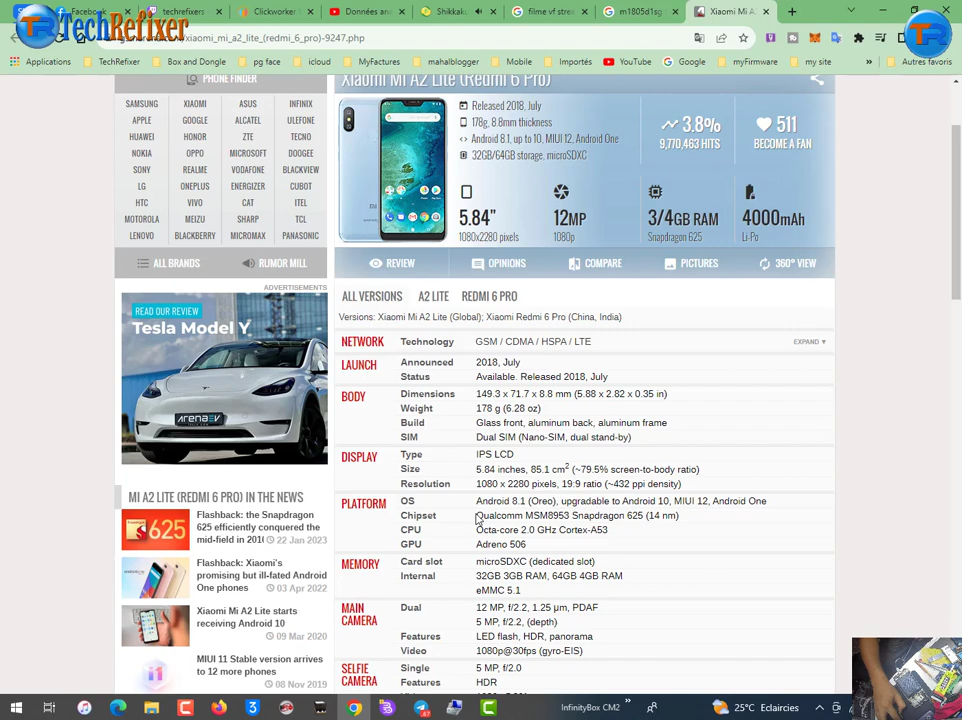 TechRefixer
Facebook
techrefixers
Clickworker
Données an
Shikkaku
filme vf stre
m1805d1sg
Xiaomi Mi A
xiaomi_mi_a2_lite_(redmi_6_pro)-9247.php
Applications
TechRefixer
Box and Dongle
pg face
icloud
MyFactures
mahalblogger
Mobile
Importés
YouTube
Google
myFirmware
my site
Autres favoris
PHONE FINDER
SAMSUNG XIAOMI ASUS INFINIX
APPLE GOOGLE ALCATEL ULEFONE
HUAWEI HONOR ZTE TECNO
NOKIA OPPO MICROSOFT DOOGEE
SONY REALME VODAFONE BLACKVIEW
LG ONEPLUS ENERGIZER CUBOT
HTC VIVO CAT ITEL
MOTOROLA MEIZU SHARP TCL
LENOVO BLACKBERRY MICROMAX PANASONIC
ALL BRANDS RUMOR MILL
Xiaomi Mi A2 Lite (Redmi 6 Pro)
Released 2018, July
178g, 8.8mm thickness
Android 8.1, up to 10, MIUI 12, Android One
32GB/64GB storage, microSDXC
3.8%
9,770,463 HITS
511
BECOME A FAN
5.84"
1080x2280 pixels
12MP
1080p
3/4GB RAM
Snapdragon 625
4000mAh
Li-Po
REVIEW OPINIONS COMPARE PICTURES 360° VIEW
ADVERTISEMENTS
READ OUR REVIEW
Tesla Model Y
ARENAEV
ALL VERSIONS A2 LITE REDMI 6 PRO
Versions: Xiaomi Mi A2 Lite (Global); Xiaomi Redmi 6 Pro (China, India)
NETWORK Technology GSM / CDMA / HSPA / LTE EXPAND ▼
LAUNCH Announced 2018, July
Status Available. Released 2018, July
BODY Dimensions 149.3 x 71.7 x 8.8 mm (5.88 x 2.82 x 0.35 in)
Weight 178 g (6.28 oz)
Build Glass front, aluminum back, aluminum frame
SIM Dual SIM (Nano-SIM, dual stand-by)
DISPLAY Type IPS LCD
Size 5.84 inches, 85.1 cm2 (~79.5% screen-to-body ratio)
Resolution 1080 x 2280 pixels, 19:9 ratio (~432 ppi density)
PLATFORM OS Android 8.1 (Oreo), upgradable to Android 10, MIUI 12, Android One
Chipset Qualcomm MSM8953 Snapdragon 625 (14 nm)
CPU Octa-core 2.0 GHz Cortex-A53
GPU Adreno 506
MEMORY Card slot microSDXC (dedicated slot)
Internal 32GB 3GB RAM, 64GB 4GB RAM
eMMC 5.1
MAIN CAMERA Dual 12 MP, f/2.2, 1.25 µm, PDAF
5 MP, f/2.2, (depth)
Features LED flash, HDR, panorama
Video 1080p@30fps (gyro-EIS)
SELFIE CAMERA Single 5 MP, f/2.0
Features HDR
MI A2 LITE (REDMI 6 PRO) IN THE NEWS
625
Flashback: the Snapdragon
625 efficiently conquered the
mid-field in 2016
22 Jan 2023
Flashback: Xiaomi's
promising but ill-fated Android
One phones
03 Apr 2022
Xiaomi Mi A2 Lite starts
receiving Android 10
09 Mar 2020
MIUI 11 Stable version arrives
to 12 more phones
08 Nov 2019
InfinityBox CM2
25°C Eclaircies